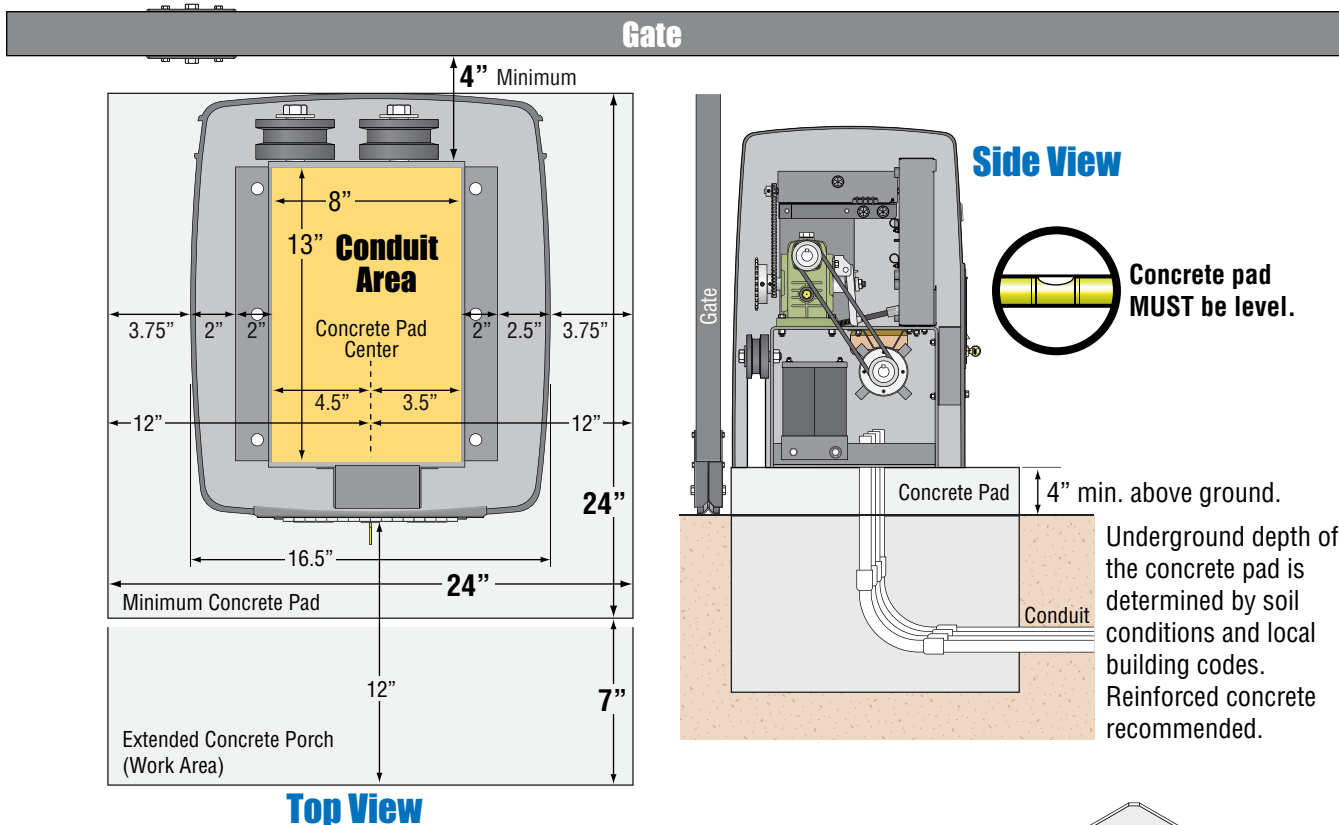 Gate
4” Minimum
8”
13”
Conduit
Area
Concrete Pad
Center
3.75”
2”
2”
2”
2.5”
3.75”
4.5”
3.5”
12”
12”
24”
16.5”
24”
Minimum Concrete Pad
12”
7”
Extended Concrete Porch
(Work Area)
Top View
Side View
Gate
Concrete pad
MUST be level.
Concrete Pad
4” min. above ground.
Conduit
Underground depth of
the concrete pad is
determined by soil
conditions and local
building codes.
Reinforced concrete
recommended.